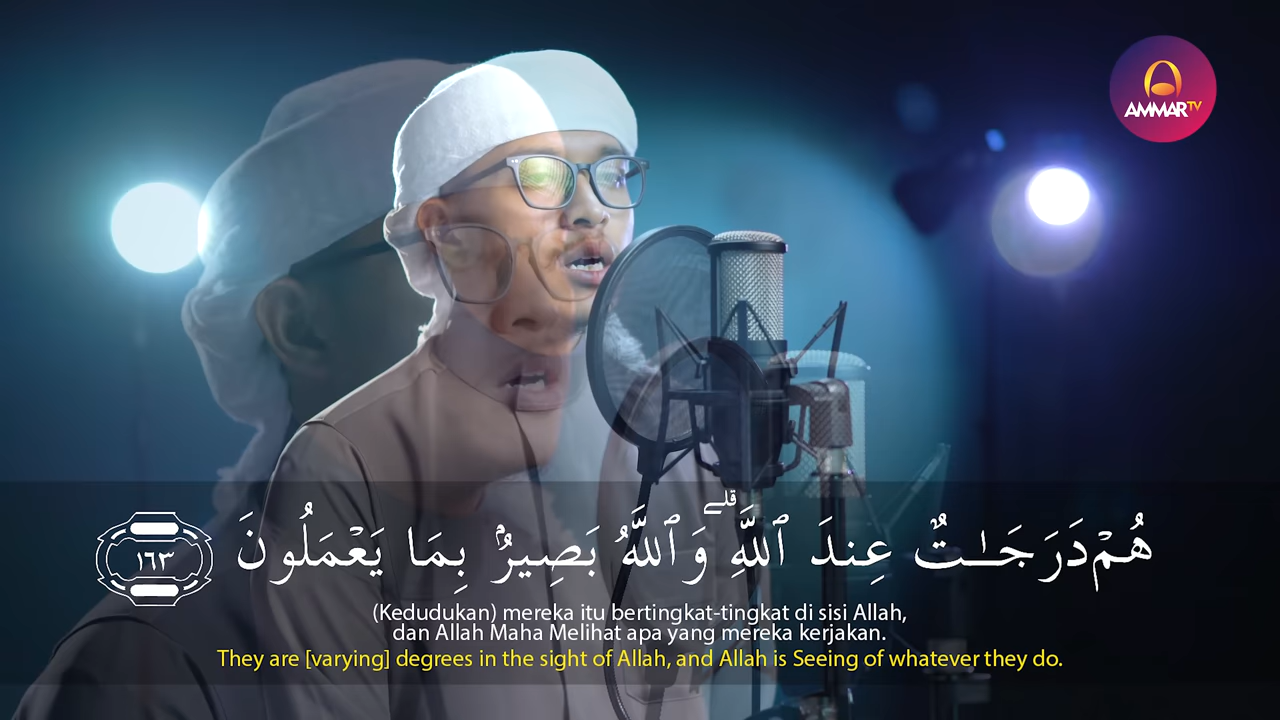 AMMARTV
هُمْ دَرَجَـٰتٌ عِندَ ٱللَّهِ ۗ وَٱللَّهُ بَصِيرٌۢ بِمَا يَعْمَلُونَ ١٦٣
(Kedudukan) mereka itu bertingkat-tingkat di sisi Allah,
dan Allah Maha Melihat apa yang mereka kerjakan.
They are [varying] degrees in the sight of Allah, and Allah is Seeing of whatever they do.